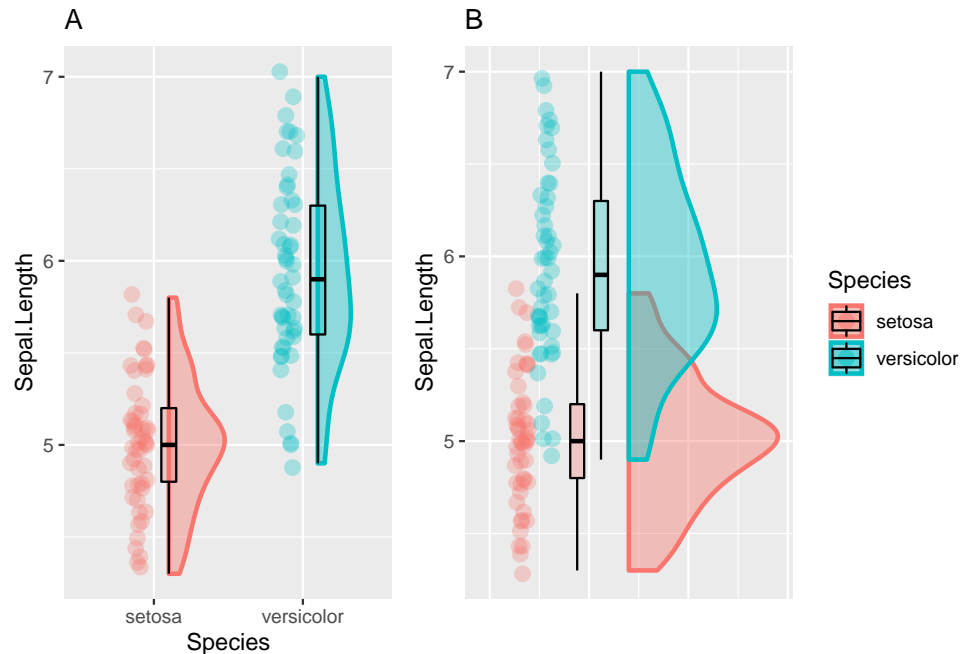 A
Sepal.Length
7
6
5
setosa
versicolor
Species
B
Sepal.Length
7
6
5
Species
setosa
versicolor